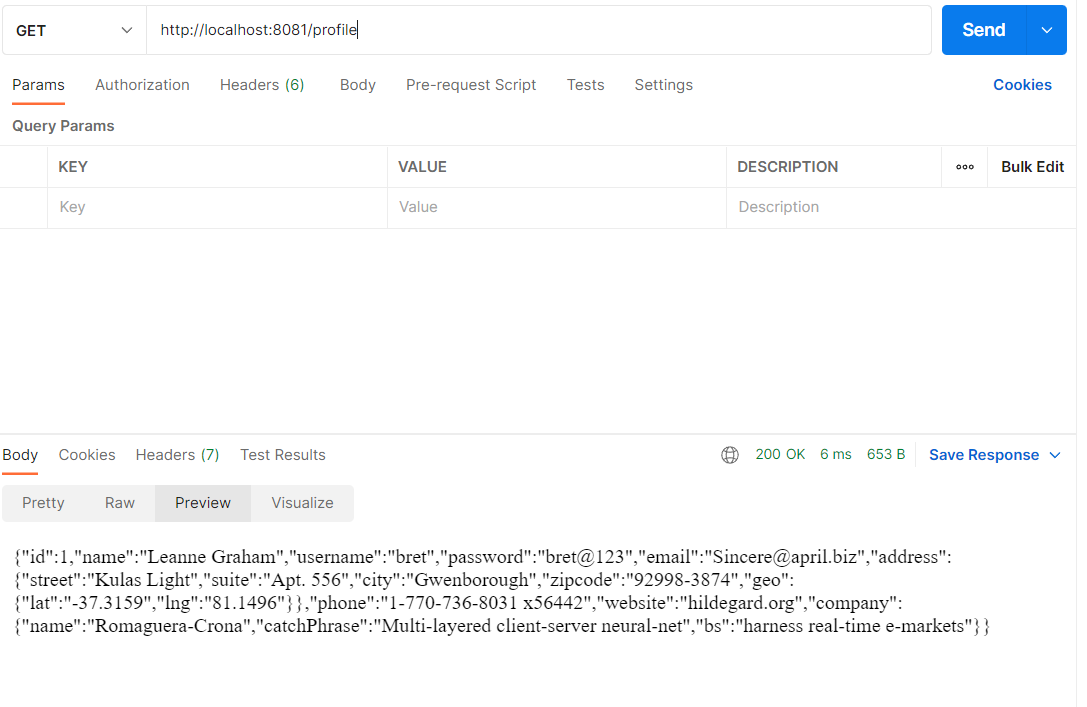 GET http://localhost:8081/profile Send
Params Authorization Headers (6) Body Pre-request Script Tests Settings Cookies
Query Params
KEY VALUE DESCRIPTION ooo Bulk Edit
Key Value Description
Body Cookies Headers (7) Test Results 200 OK 6 ms 653 B Save Response
Pretty Raw Preview Visualize
{"id":1,"name":"Leanne Graham","username":"bret","password":"bret@123","email":"Sincere@april.biz","address":
{"street":"Kulas Light","suite":"Apt. 556","city":"Gwenborough","zipcode":"92998-3874","geo":
{"lat":"-37.3159","lng":"81.1496"}},"phone":"1-770-736-8031 x56442","website":"hildegard.org","company":
{"name":"Romaguera-Crona","catchPhrase":"Multi-layered client-server neural-net","bs":"harness real-time e-markets"}}